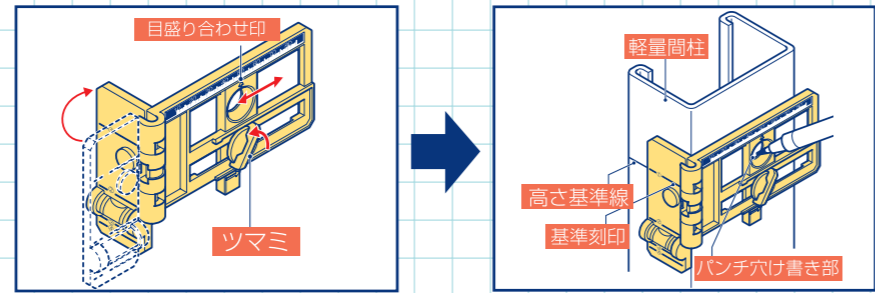 目盛り合わせ印
ツマミ
軽量間柱
高さ基準線
基準刻印
パンチ穴け書き部